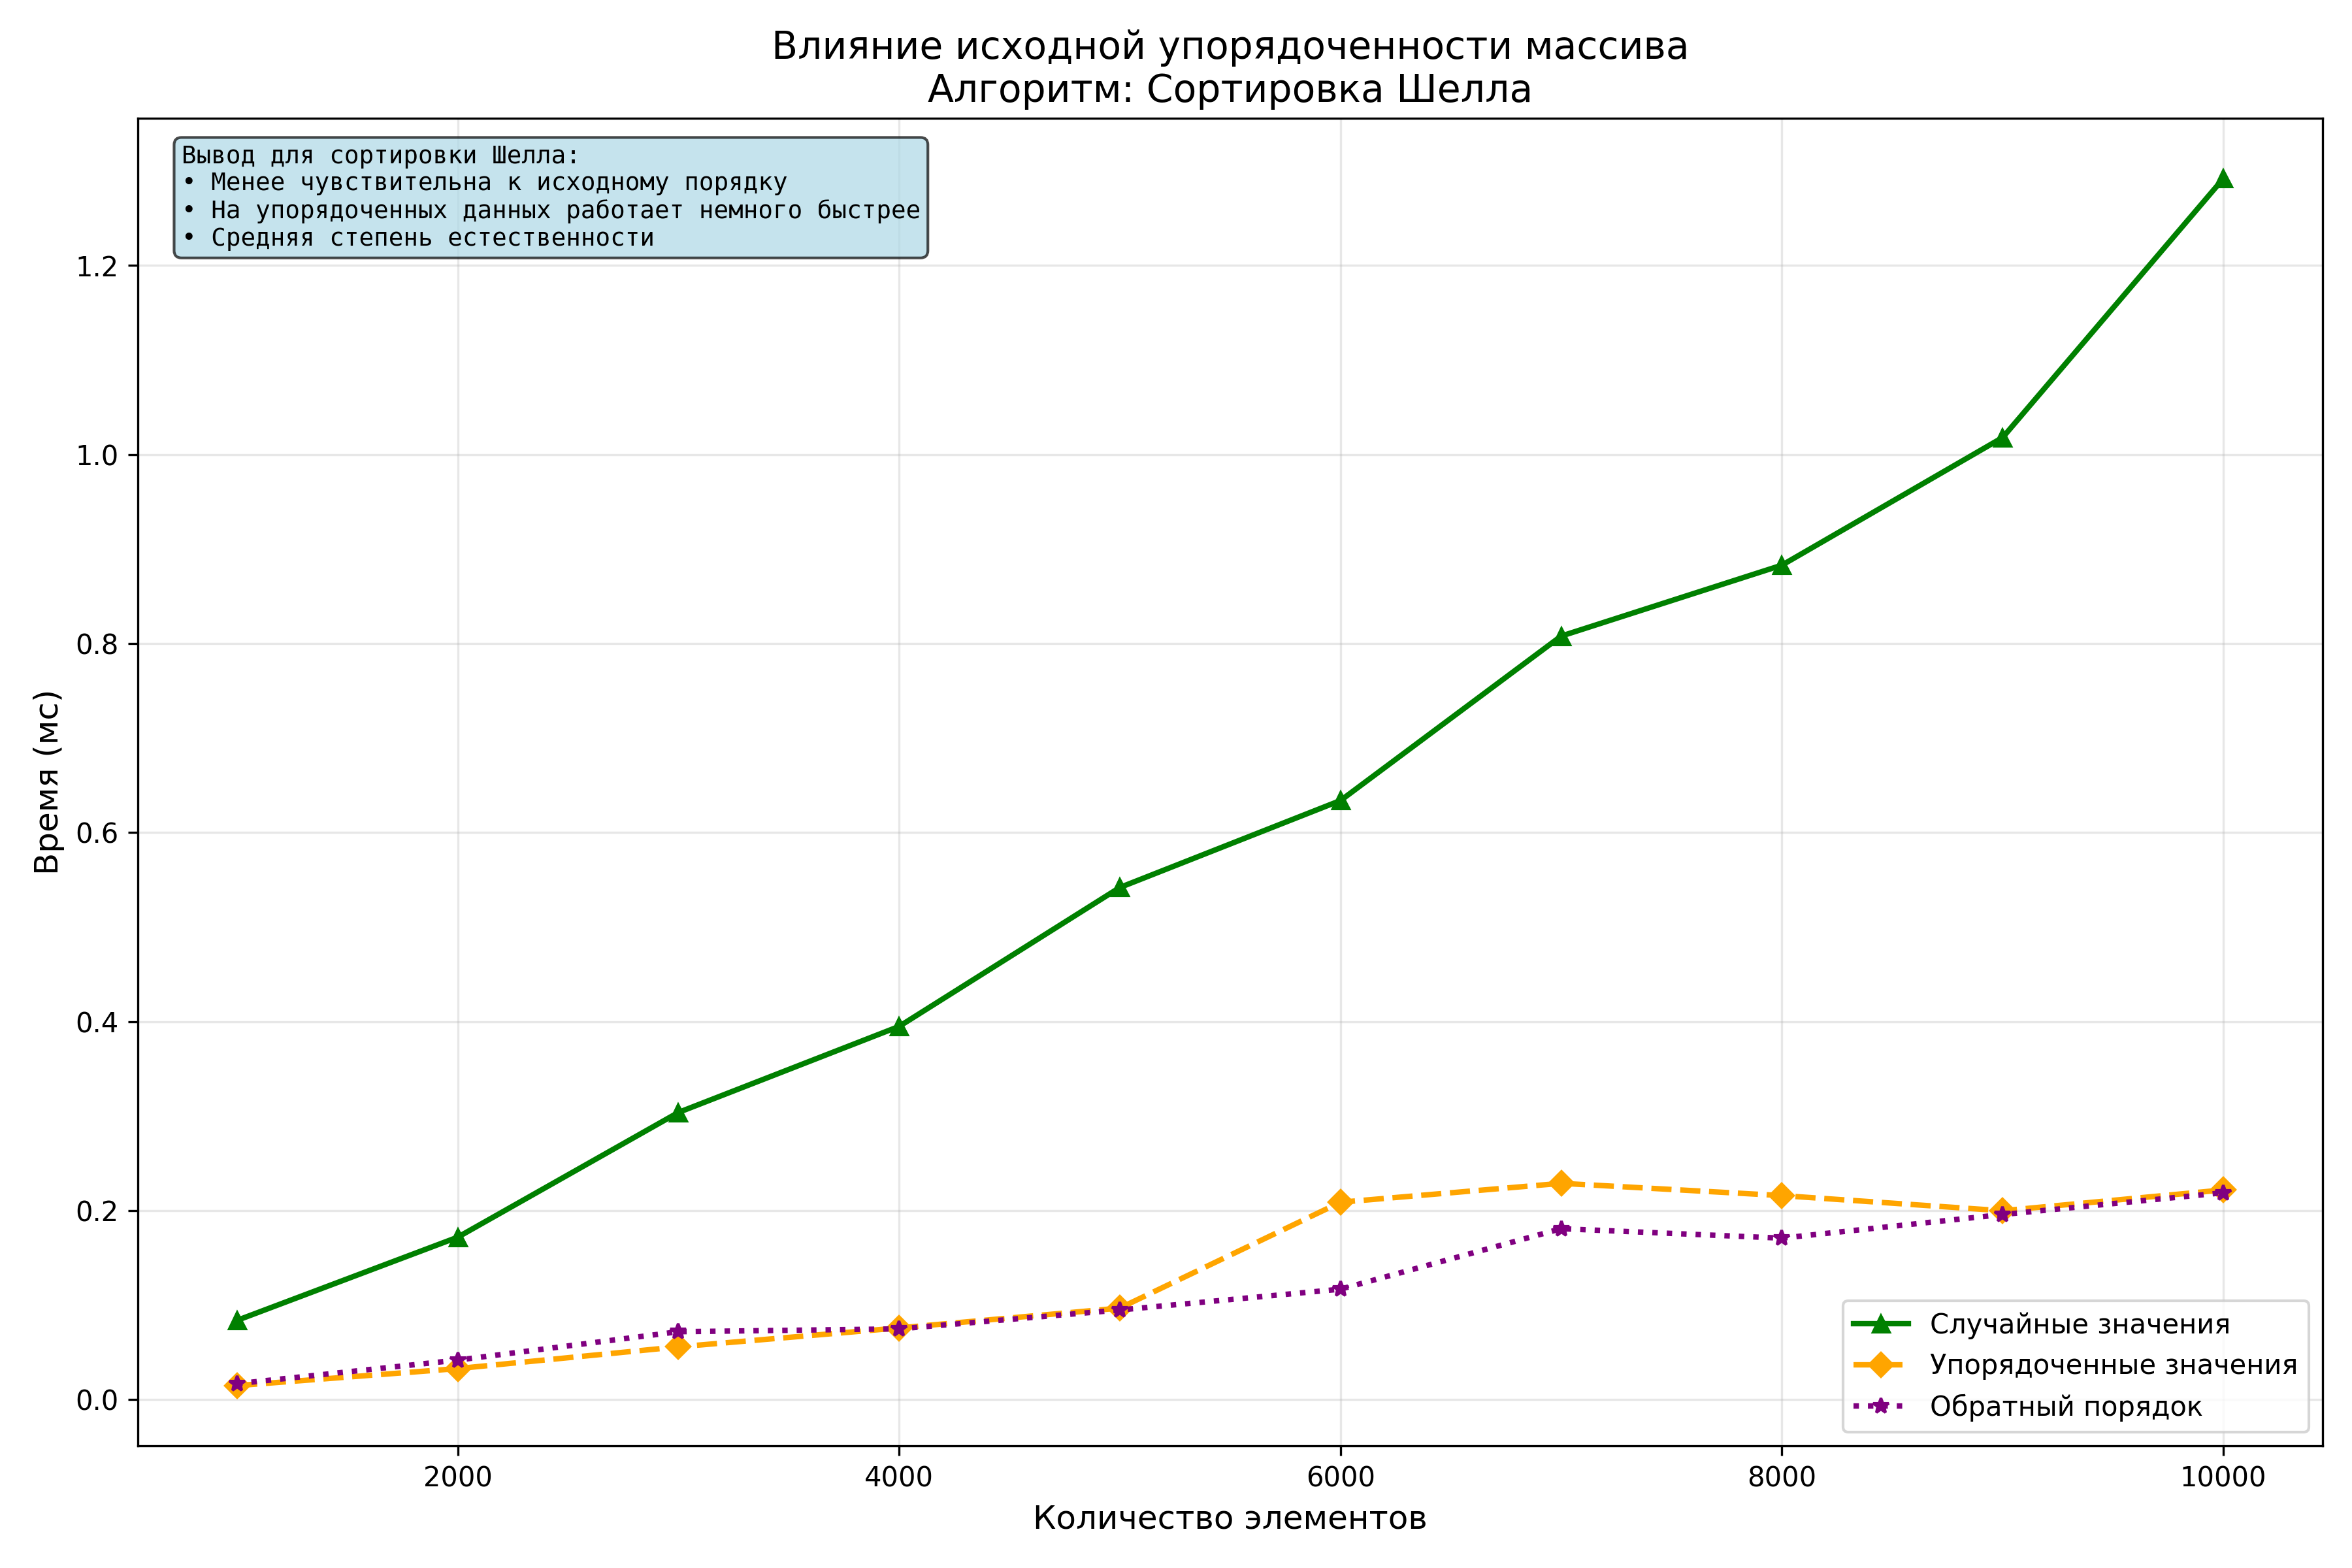 Влияние исходной упорядоченности массива
Алгоритм: Сортировка Шелла
Вывод для сортировки Шелла:
• Менее чувствительна к исходному порядку
• На упорядоченных данных работает немного быстрее
• Средняя степень естественности
1.2
1.0
0.8
0.6
0.4
0.2
0.0
Время (мс)
Случайные значения
Упорядоченные значения
Обратный порядок
2000
4000
6000
8000
10000
Количество элементов